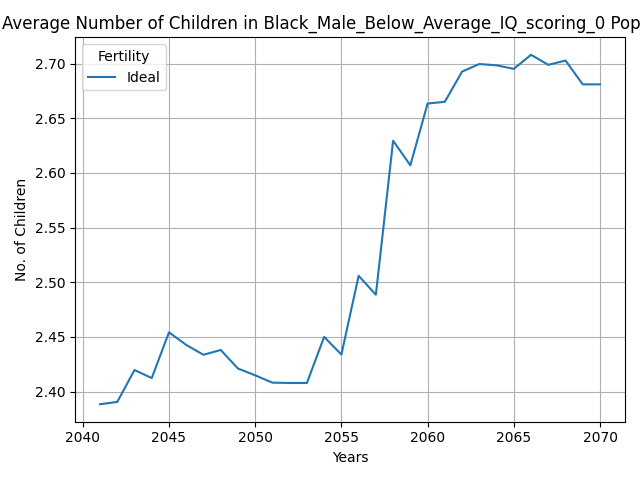 Average Number of Children in Black_Male_Below_Average_IQ_scoring_0 Pop
Fertility
Ideal
2.70
2.65
2.60
2.55
2.50
2.45
2.40
No. of Children
2040 2045 2050 2055 2060 2065 2070
Years